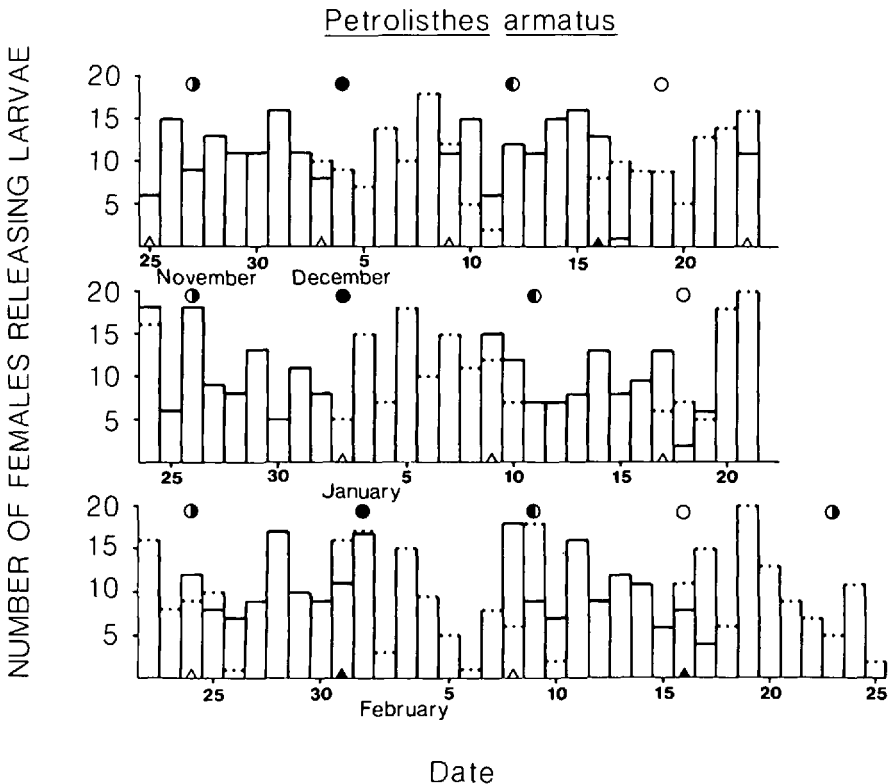 Petrolisthes armatus
NUMBER OF FEMALES RELEASING LARVAE
20
15
10
5
25 30 5 10 15 20
November December
20
15
10
5
25 30 5 10 15 20
January
20
15
10
5
25 30 5 10 15 20 25
February
Date